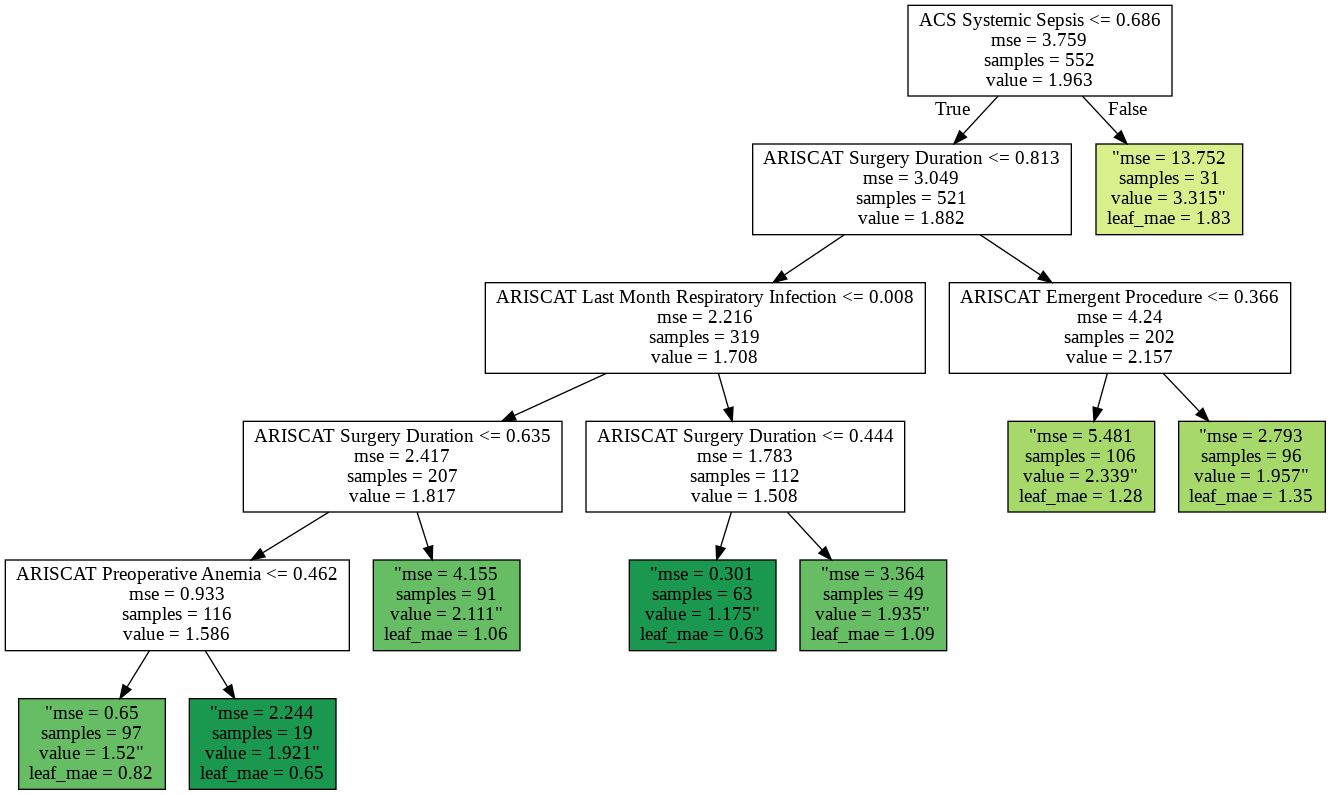 ACS Systemic Sepsis <= 0.686
mse = 3.759
samples = 552
value = 1.963
True
False
ARISCAT Surgery Duration <= 0.813
mse = 3.049
samples = 521
value = 1.882
"mse = 13.752
samples = 31
value = 3.315"
leaf_mae = 1.83
ARISCAT Last Month Respiratory Infection <= 0.008
mse = 2.216
samples = 319
value = 1.708
ARISCAT Emergent Procedure <= 0.366
mse = 4.24
samples = 202
value = 2.157
ARISCAT Surgery Duration <= 0.635
mse = 2.417
samples = 207
value = 1.817
ARISCAT Surgery Duration <= 0.444
mse = 1.783
samples = 112
value = 1.508
"mse = 5.481
samples = 106
value = 2.339"
leaf_mae = 1.28
"mse = 2.793
samples = 96
value = 1.957"
leaf_mae = 1.35
ARISCAT Preoperative Anemia <= 0.462
mse = 0.933
samples = 116
value = 1.586
"mse = 4.155
samples = 91
value = 2.111"
leaf_mae = 1.06
"mse = 0.301
samples = 63
value = 1.175"
leaf_mae = 0.63
"mse = 3.364
samples = 49
value = 1.935"
leaf_mae = 1.09
"mse = 0.65
samples = 97
value = 1.52"
leaf_mae = 0.82
"mse = 2.244
samples = 19
value = 1.921"
leaf_mae = 0.65